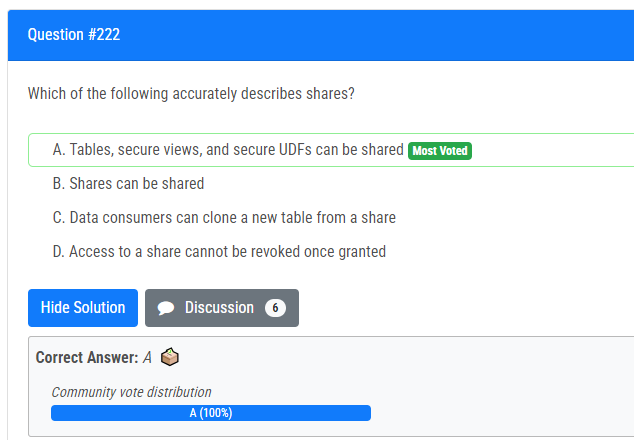 Question #222
Which of the following accurately describes shares?
A. Tables, secure views, and secure UDFs can be shared Most Voted
B. Shares can be shared
C. Data consumers can clone a new table from a share
D. Access to a share cannot be revoked once granted
Hide Solution Discussion 6
Correct Answer: A
Community vote distribution
A (100%)